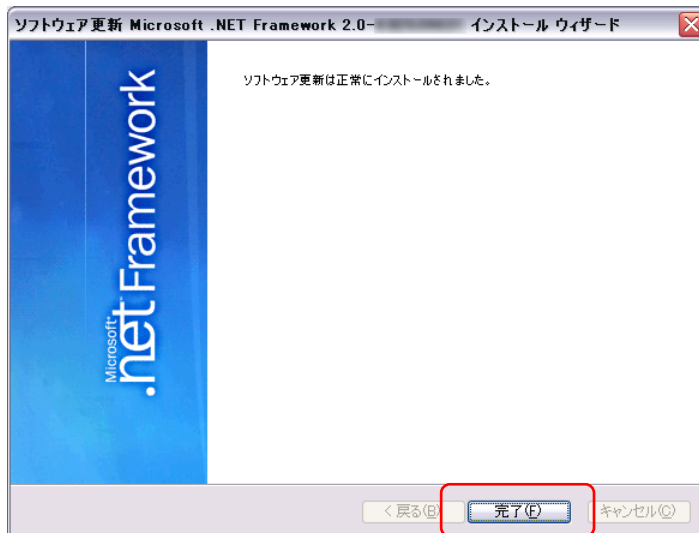 ソフトウェア更新 Microsoft .NET Framework 2.0- インストール ウィザード
ソフトウェア更新は正常にインストールされました。
Microsoft
.net Framework
< 戻る(B)
完了(F)
キャンセル(C)